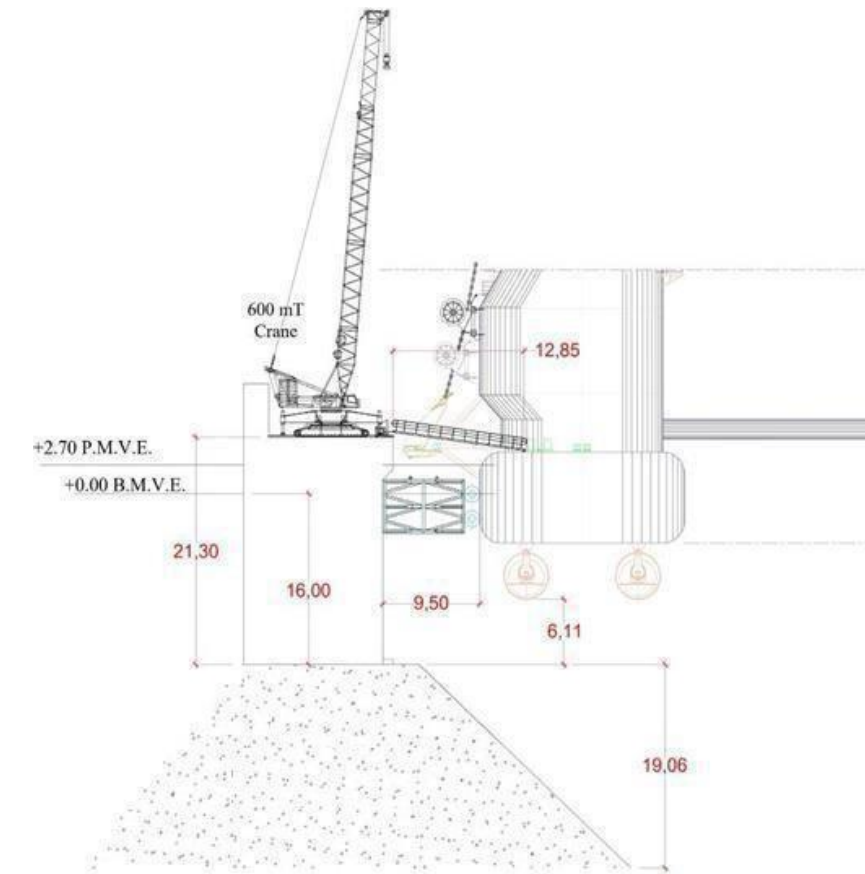 600 mT
Crane
12,85
+2.70 P.M.V.E.
+0.00 B.M.V.E.
21,30
16,00
9,50
6,11
19,06